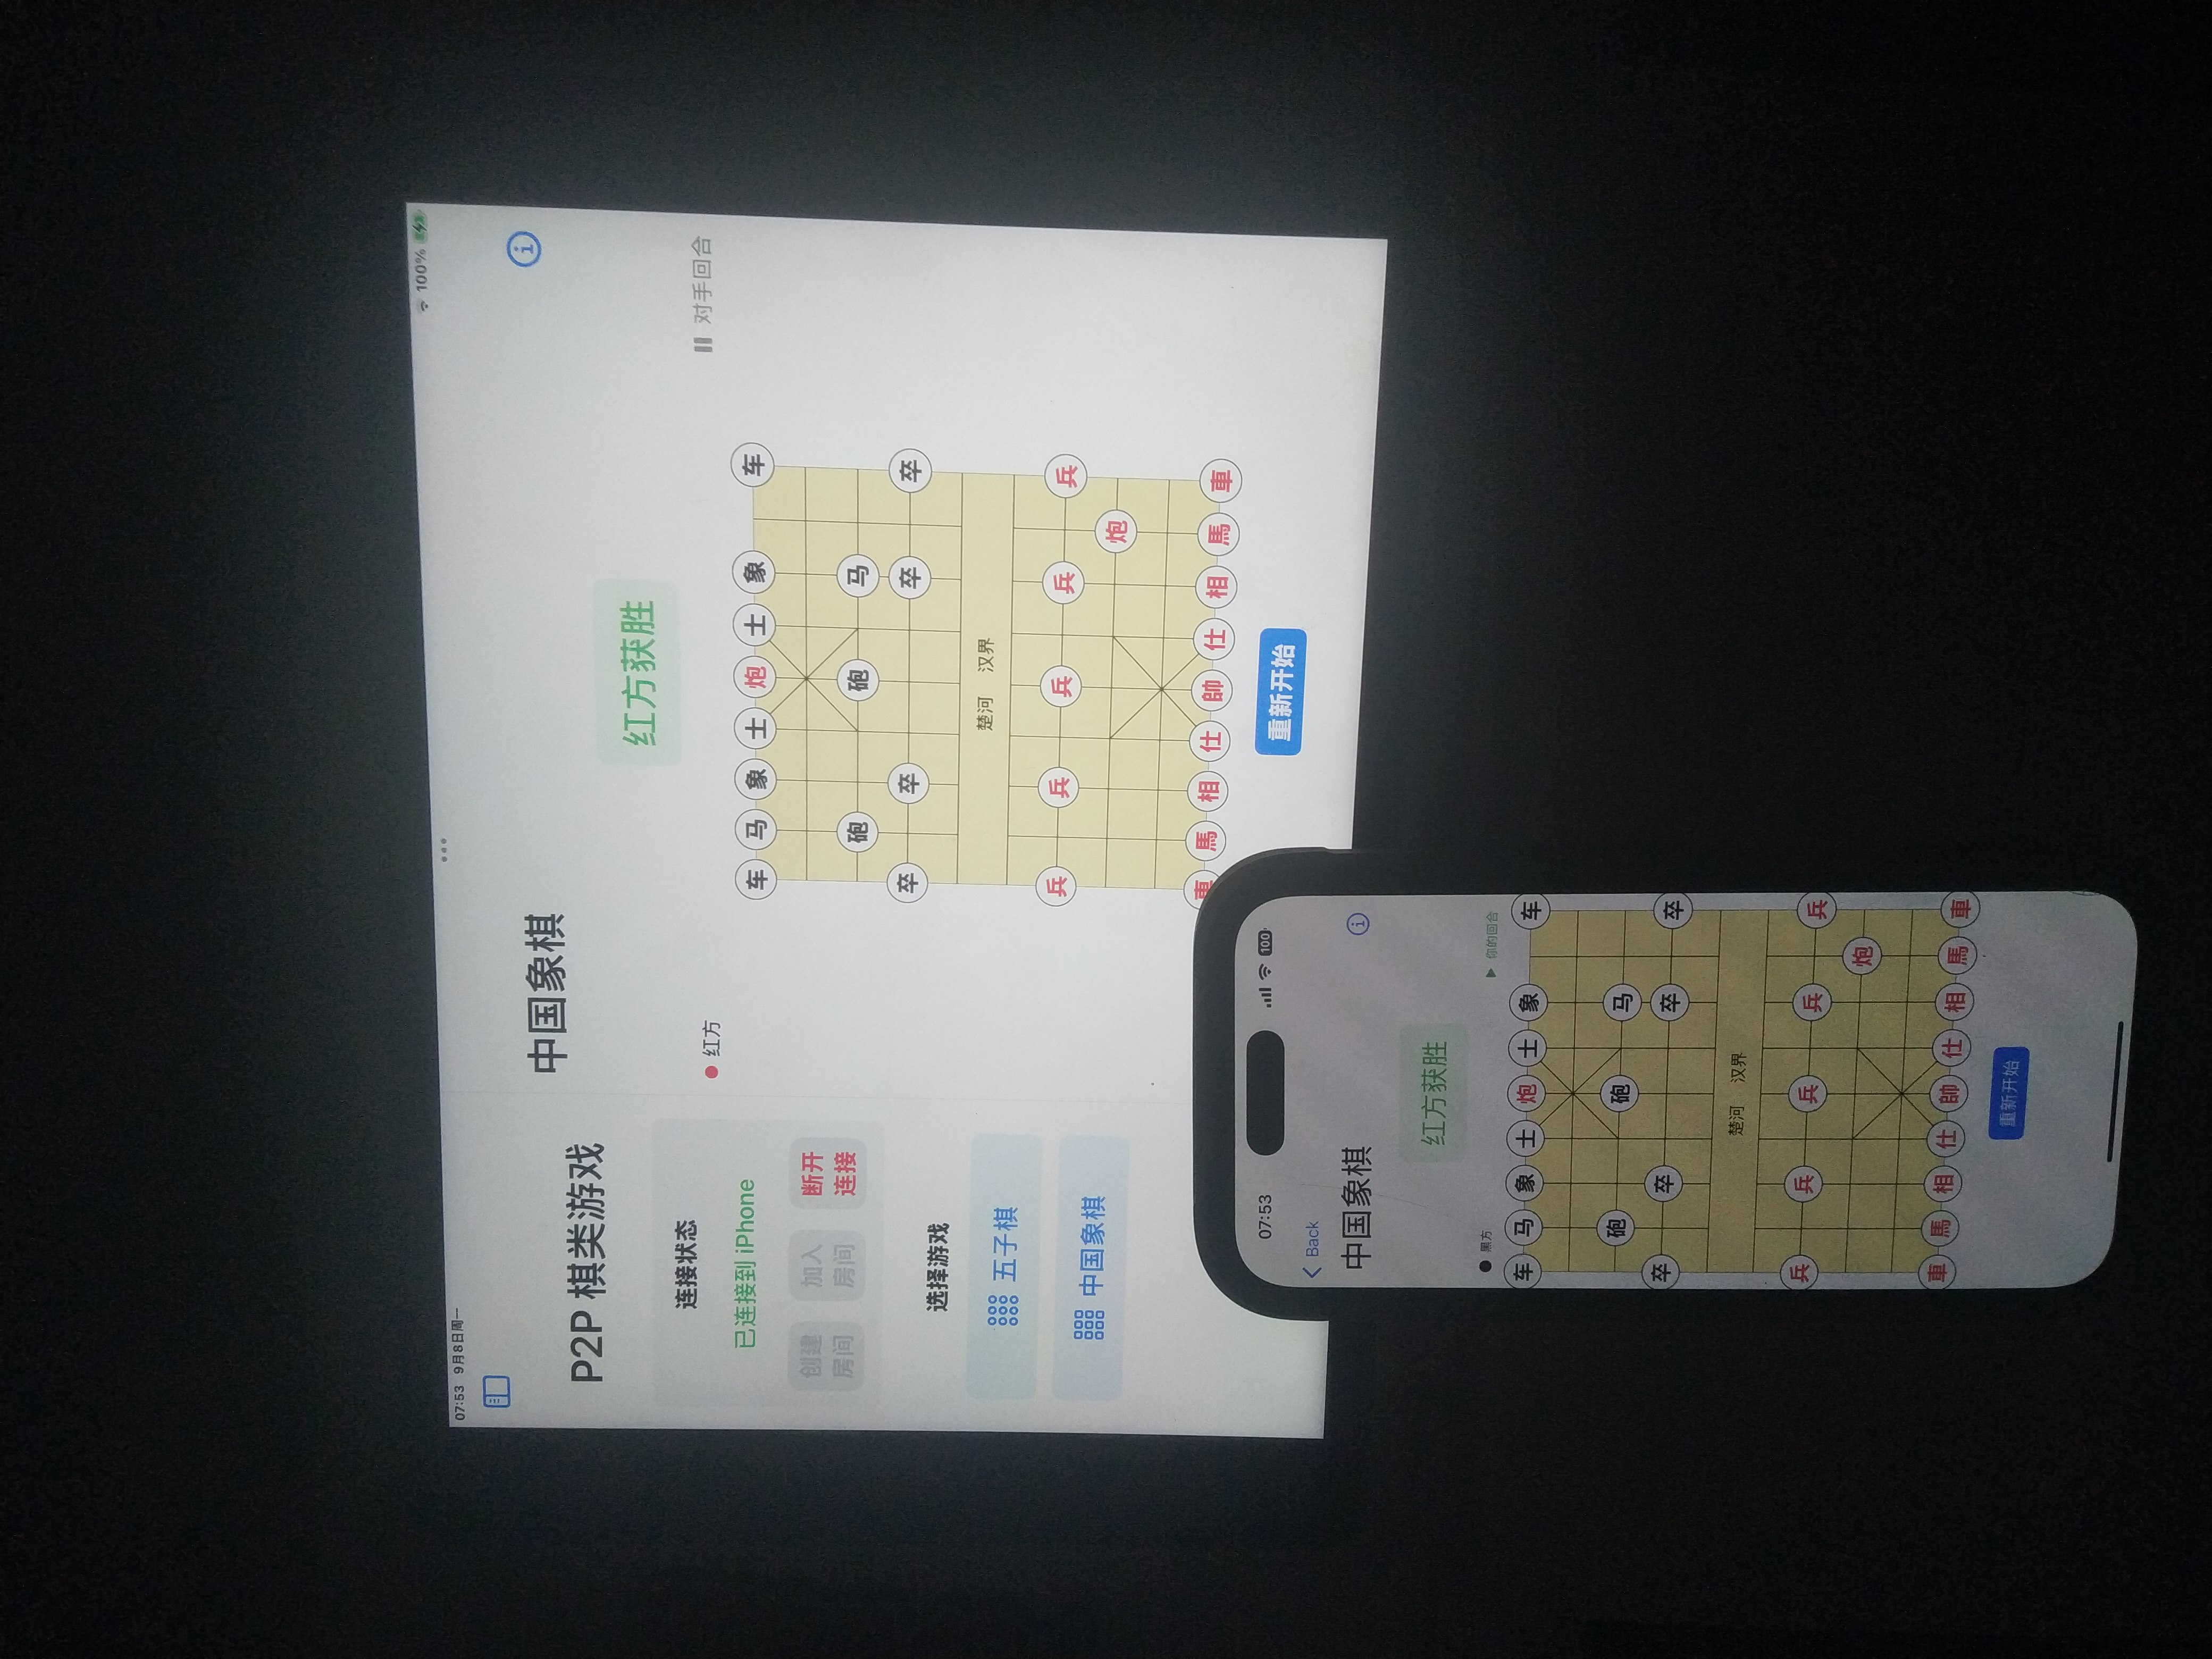 07:53 9月8日周一
100%
P2P 棋类游戏
连接状态
已连接到 iPhone
创建
房间
加入
房间
断开
连接
选择游戏
五子棋
中国象棋
中国象棋
红方获胜
红方
对手回合
车 马 象 士 炮 士 象 车
砲 砲 马
卒 卒 卒 卒
楚河 汉界
兵 兵 兵 兵 兵
炮
車 馬 相 仕 帥 仕 相 馬 車
重新开始
07:53
100
Back
中国象棋
红方获胜
黑方
你的回合
车 马 象 士 炮 士 象 车
砲 砲 马
卒 卒 卒 卒
楚河 汉界
兵 兵 兵 兵 兵
炮
車 馬 相 仕 帥 仕 相 馬 車
重新开始